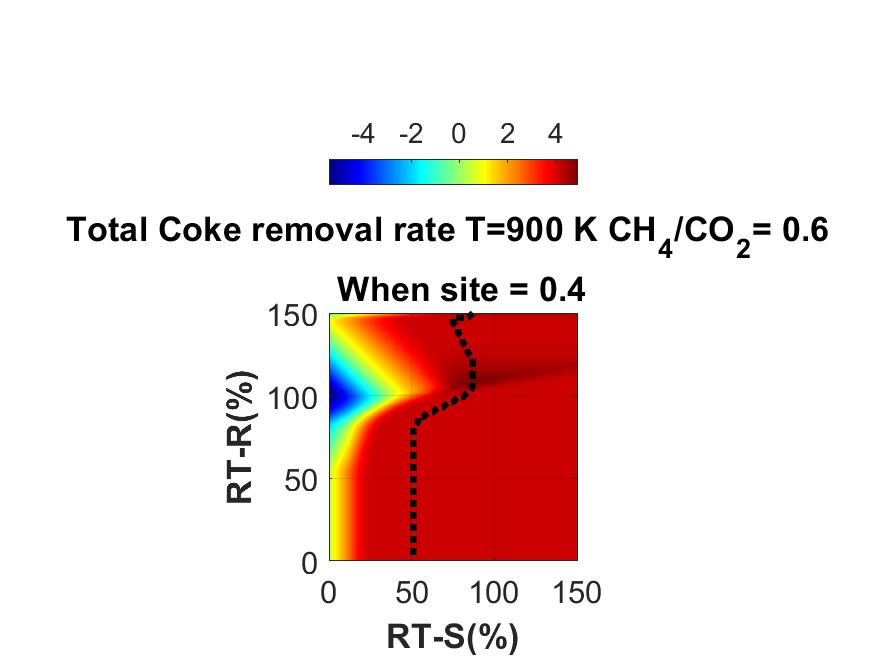 -4 -2 0 2 4
Total Coke removal rate T=900 K CH4/CO2= 0.6
When site = 0.4
150
100
50
0
RT-R(%)
0 50 100 150
RT-S(%)